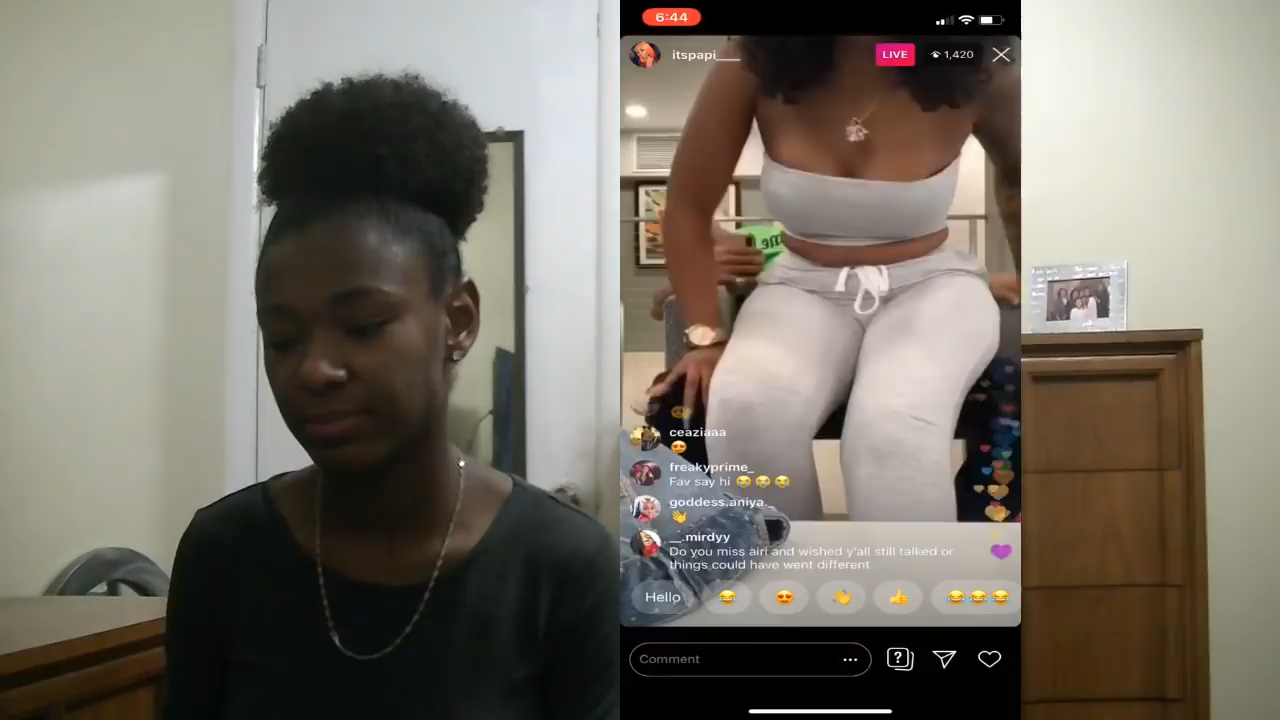 6:44
itspapi___
LIVE
1,420
ceaziaaa
😍
freakyprime_
Fav say hi 😭😭😭
goddess.aniya._
👋
__.mirdyy
Do you miss airi and wished y'all still talked or
things could have went different
Hello 😂 😍 👋 👍 😂😂😂
Comment